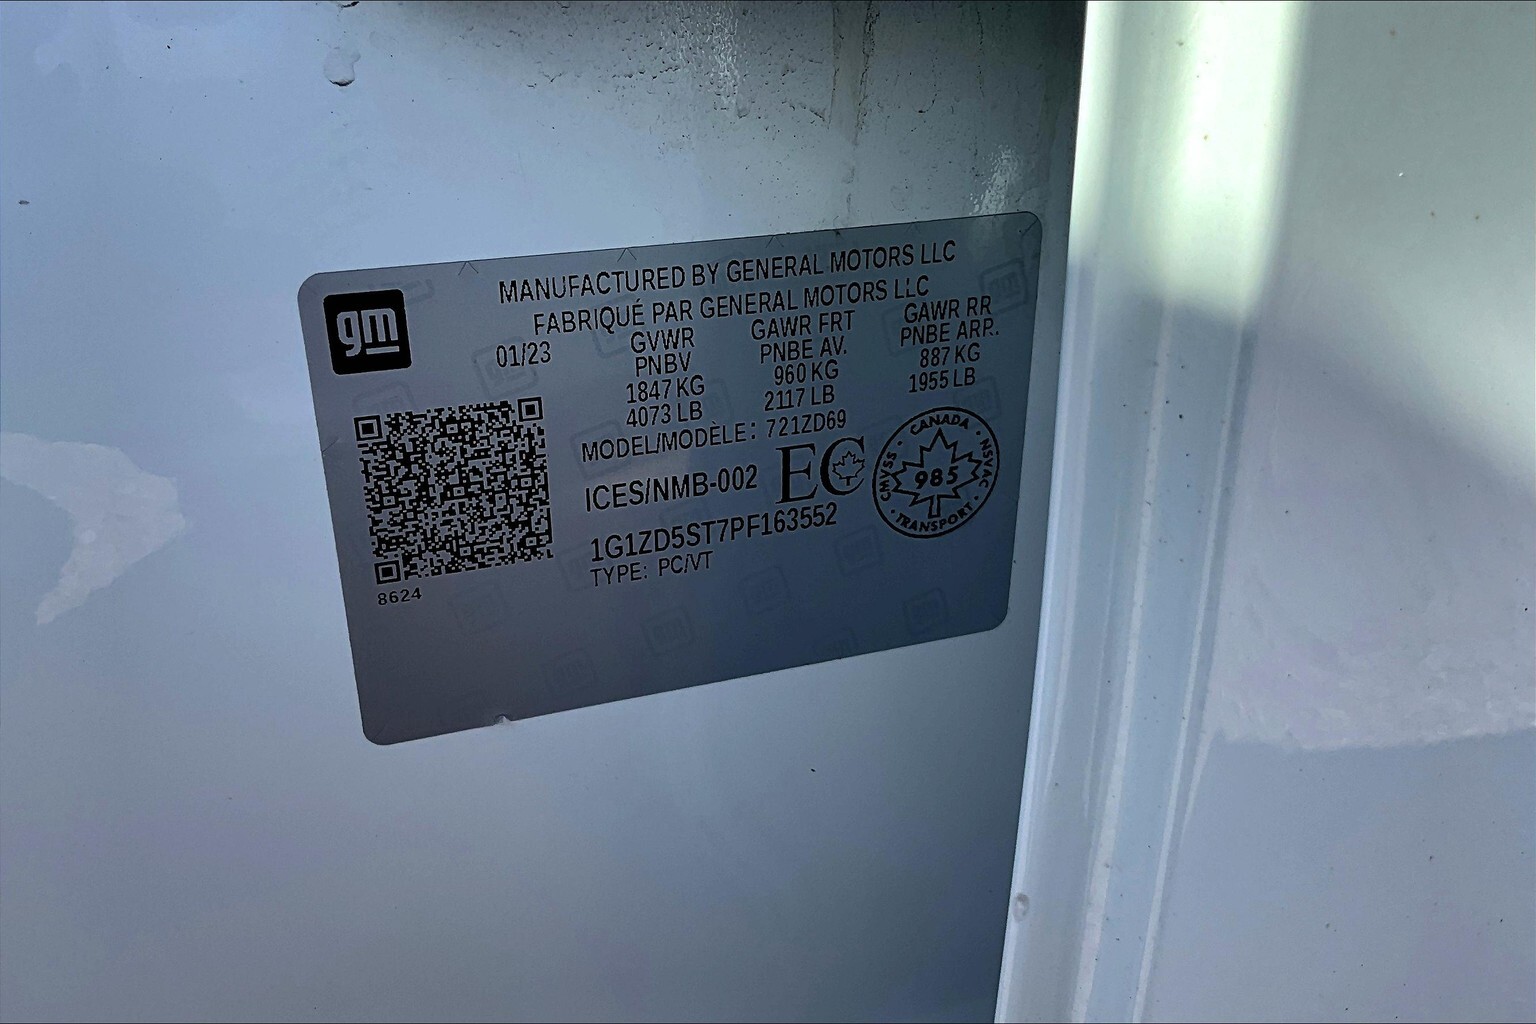 gm
MANUFACTURED BY GENERAL MOTORS LLC
FABRIQUÉ PAR GENERAL MOTORS LLC
01/23
GVWR
PNBV
1847 KG
4073 LB
GAWR FRT
PNBE AV.
960 KG
2117 LB
GAWR RR
PNBE ARR.
887 KG
1955 LB
MODEL/MODÈLE: 721ZD69
ICES/NMB-002
EC
CANADA
CMVSS
985
NSVAC
TRANSPORT
1G1ZD5ST7PF163552
TYPE: PC/VT
8624